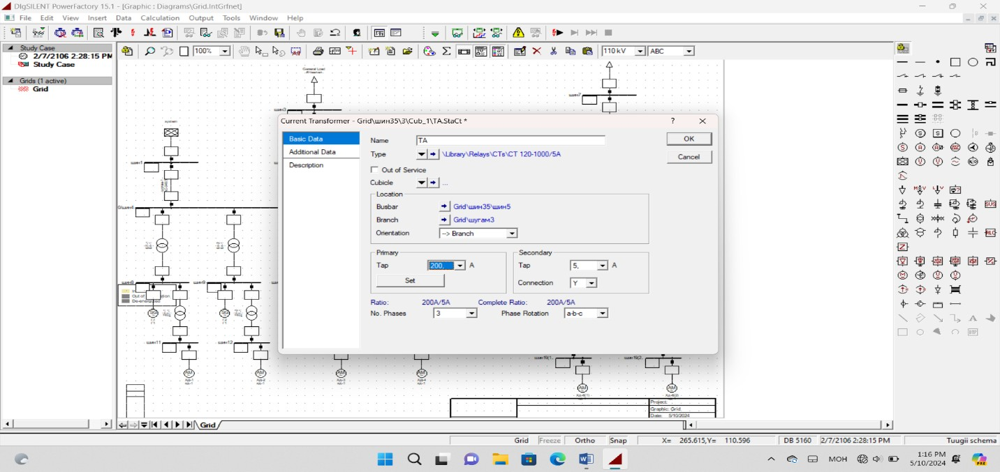 DIgSILENT PowerFactory 15.1 - [Graphic : Diagrams\Grid.IntGrfnet]
File Edit View Insert Data Calculation Output Tools Window Help
Study Case
2/7/2106 2:28:15 PM
Study Case
Grids (1 active)
Grid
100%
110 kV
ABC
General Load
system
шин1
шин3
шин7
Current Transformer - Grid\шин35\3\Cub_1\TA.StaCt *
? 
Basic Data
Additional Data
Description
Name TA
Type \Library\Relays\CTs\CT 120-1000/5A
Out of Service
Cubicle ...
Location
Busbar Grid\шин35\шин5
Branch Grid\шугам3
Orientation --> Branch
Primary
Tap 200, A
Set
Secondary
Tap 5, A
Connection Y
Ratio: 200A/5A Complete Ratio: 200A/5A
No. Phases 3 Phase Rotation a-b-c
OK
Cancel
шин8
шин9
Out of
шин11
шин12
Project:
Graphic: Grid
Date: 5/10/2024
Grid
Grid Freeze Ortho Snap X= 265.615,Y= 110.596 DB 5160 2/7/2106 2:28:15 PM Tuugii schema
МОН
1:16 PM
5/10/2024
PRE